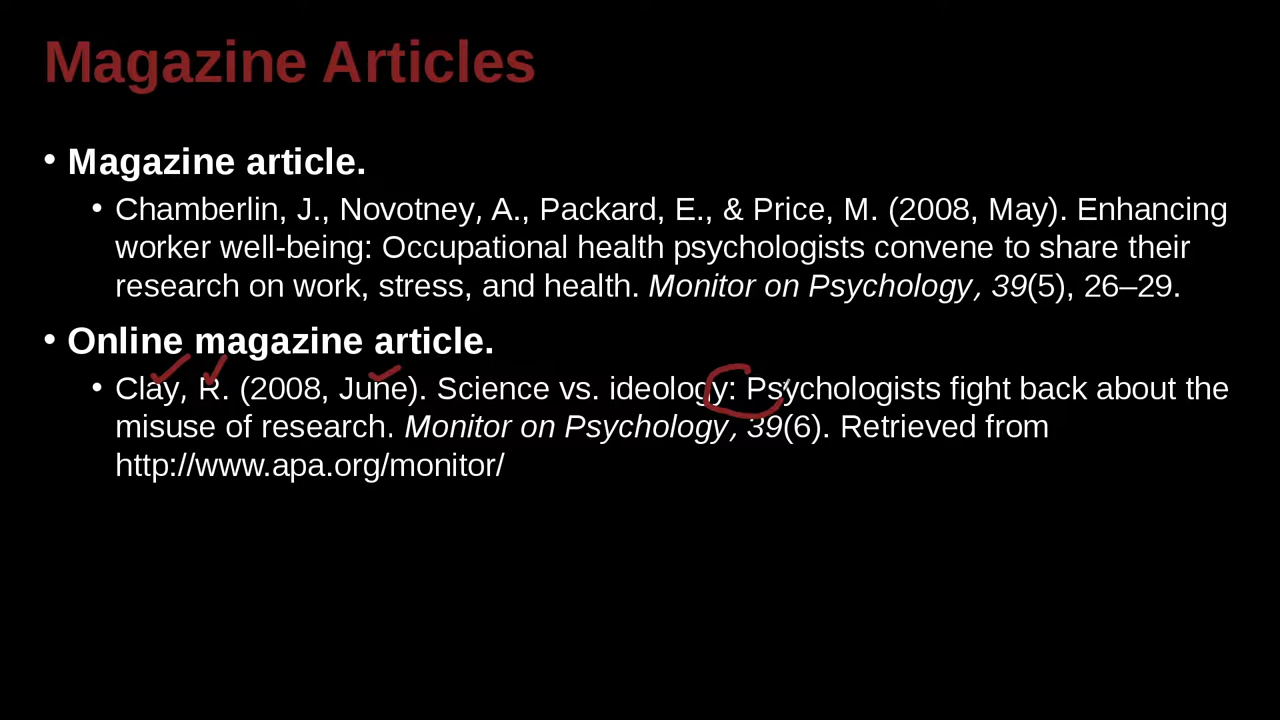 Magazine Articles
• Magazine article.
• Chamberlin, J., Novotney, A., Packard, E., & Price, M. (2008, May). Enhancing
worker well-being: Occupational health psychologists convene to share their
research on work, stress, and health. Monitor on Psychology, 39(5), 26–29.
• Online magazine article.
• Clay, R. (2008, June). Science vs. ideology: Psychologists fight back about the
misuse of research. Monitor on Psychology, 39(6). Retrieved from
http://www.apa.org/monitor/